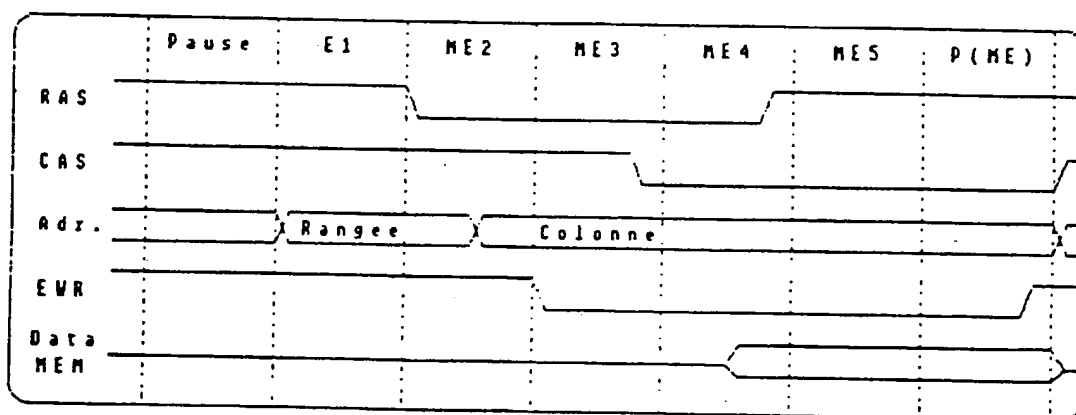 Pause E1 ME2 ME3 ME4 ME5 P(ME)
RAS
CAS
Adr. Rangee Colonne
EWR
Data
MEM